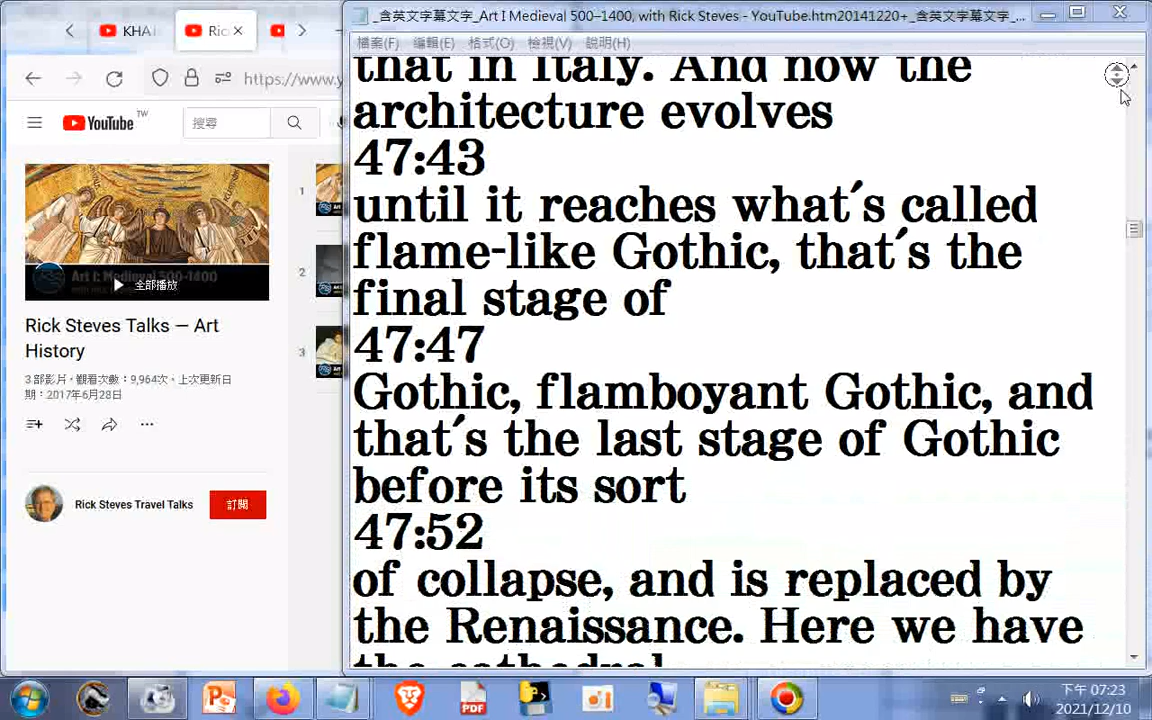 KHAI
Ric
_含英文字幕文字_Art I Medieval 500–1400, with Rick Steves - YouTube.htm20141220+_含英文字幕文字_...
檔案(F) 編輯(E) 格式(O) 檢視(V) 說明(H)
https://www.y
YouTube TW
搜尋
Art I: Medieval 500-1400
全部播放
Rick Steves Talks — Art
History
3 部影片 • 觀看次數：9,964次 • 上次更新日
期：2017年6月28日
1
2
3
Rick Steves Travel Talks
訂閱
that in Italy. And now the
architecture evolves
47:43
until it reaches what's called
flame-like Gothic, that's the
final stage of
47:47
Gothic, flamboyant Gothic, and
that's the last stage of Gothic
before its sort
47:52
of collapse, and is replaced by
the Renaissance. Here we have
the cathedral
PDF
下午 07:23
2021/12/10